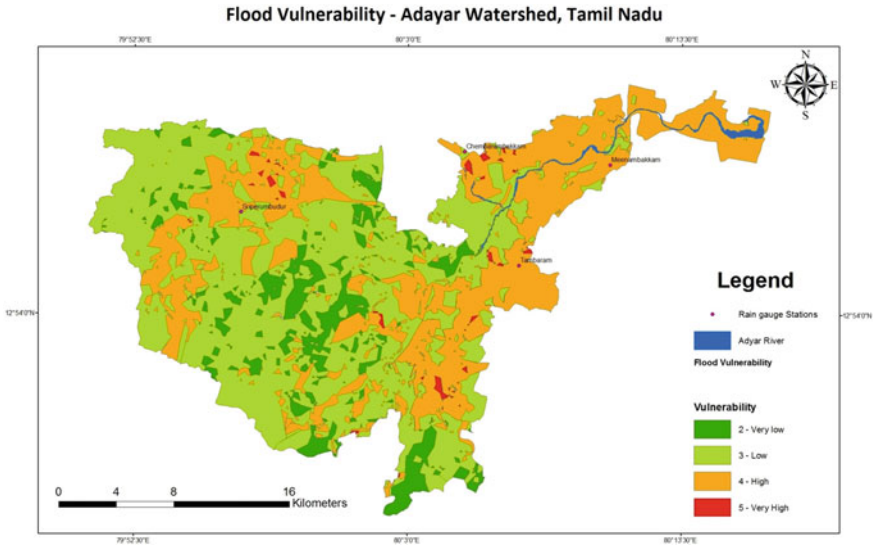 Flood Vulnerability - Adayar Watershed, Tamil Nadu
79°52'30"E
80°3'0"E
80°13'30"E
N
W
E
S
Chembarambakkam
Meenambakkam
Sriperumbudur
Tambaram
12°54'0"N
12°54'0"N
Legend
Rain gauge Stations
Adyar River
Flood Vulnerability
Vulnerability
2 - Very low
3 - Low
4 - High
5 - Very High
0 4 8 16
Kilometers
79°52'30"E
80°3'0"E
80°13'30"E